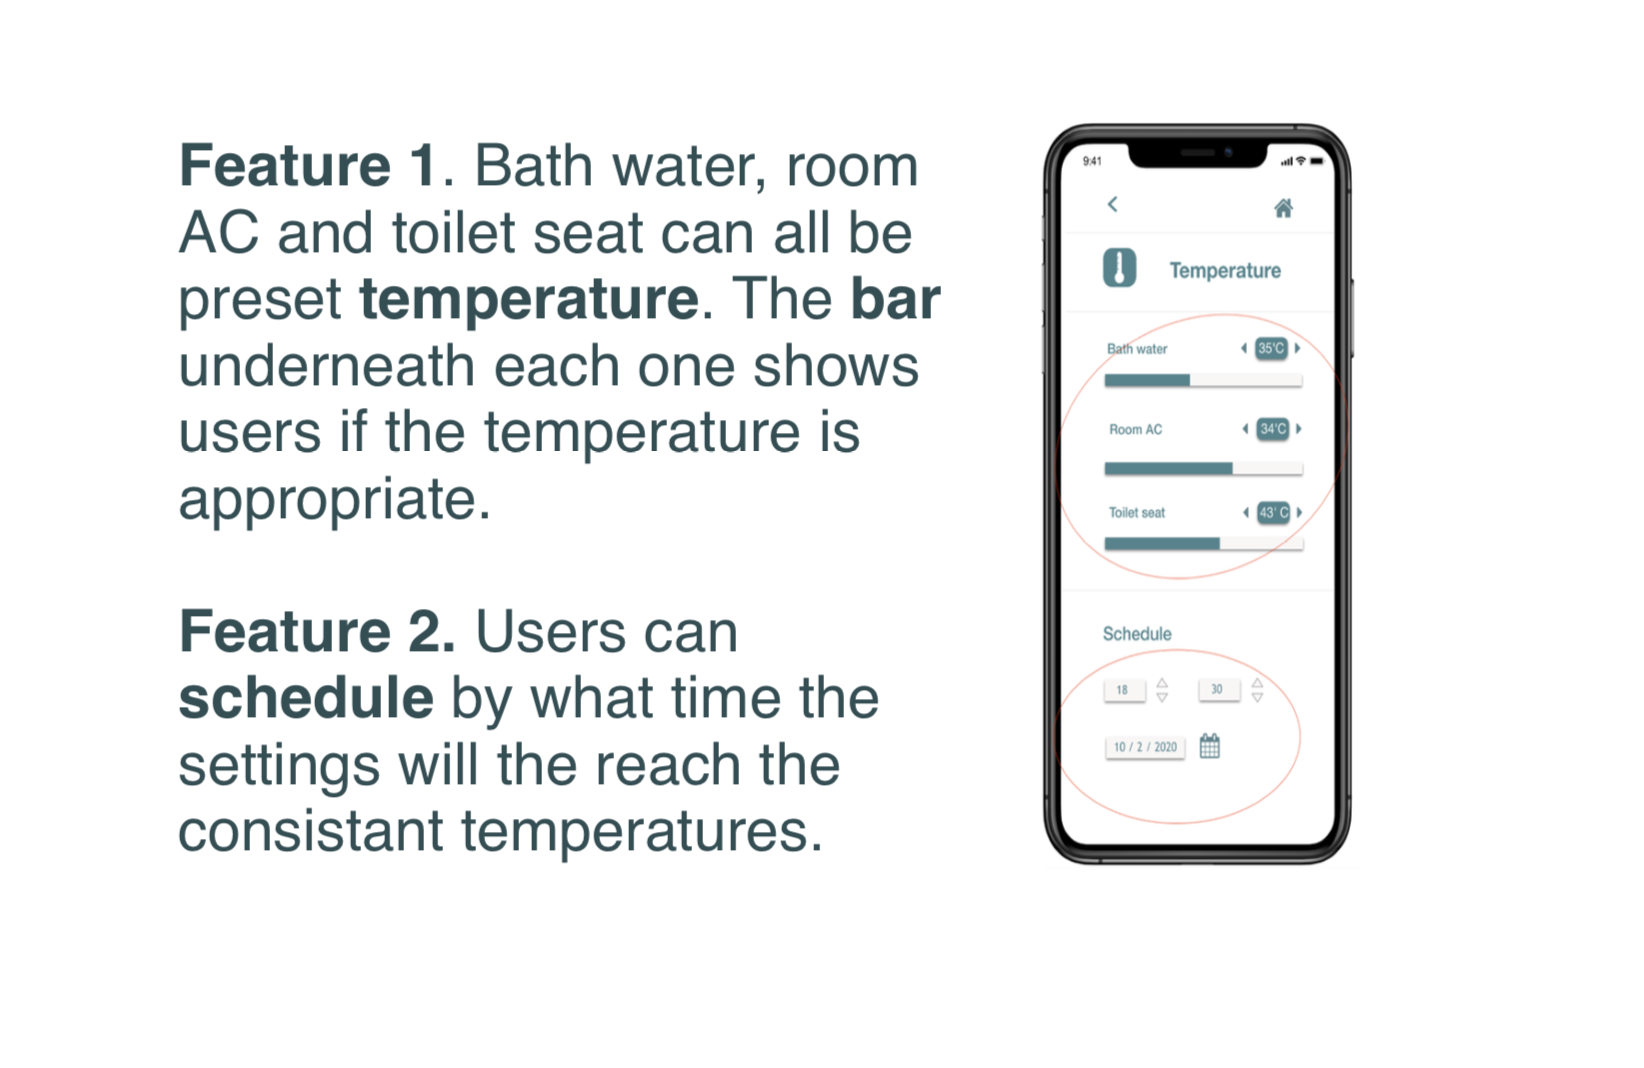 Feature 1. Bath water, room
AC and toilet seat can all be
preset temperature. The bar
underneath each one shows
users if the temperature is
appropriate.
Feature 2. Users can
schedule by what time the
settings will the reach the
consistant temperatures.
9:41
Temperature
Bath water 35'C
Room AC 34'C
Toilet seat 43' C
Schedule
18 30
10 / 2 / 2020